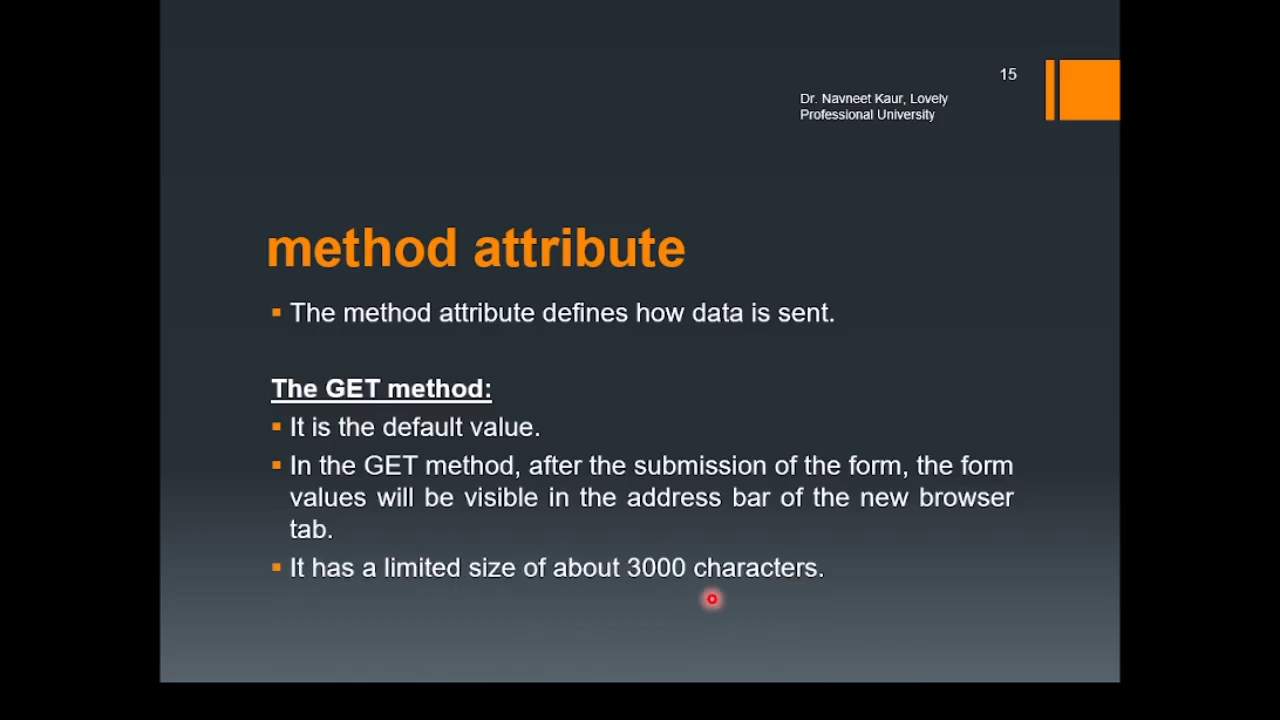 15
Dr. Navneet Kaur, Lovely
Professional University
method attribute
▪ The method attribute defines how data is sent.
The GET method:
▪ It is the default value.
▪ In the GET method, after the submission of the form, the form
values will be visible in the address bar of the new browser
tab.
▪ It has a limited size of about 3000 characters.